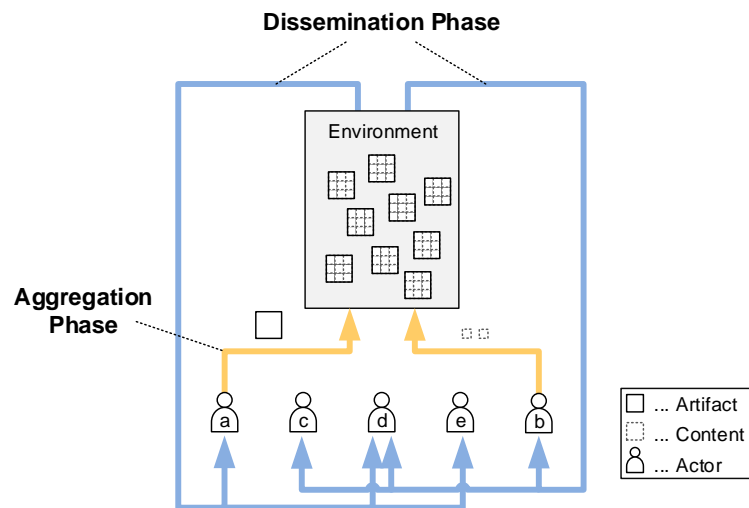 Dissemination Phase
Environment
Aggregation
Phase
a
c
d
e
b
... Artifact
... Content
... Actor